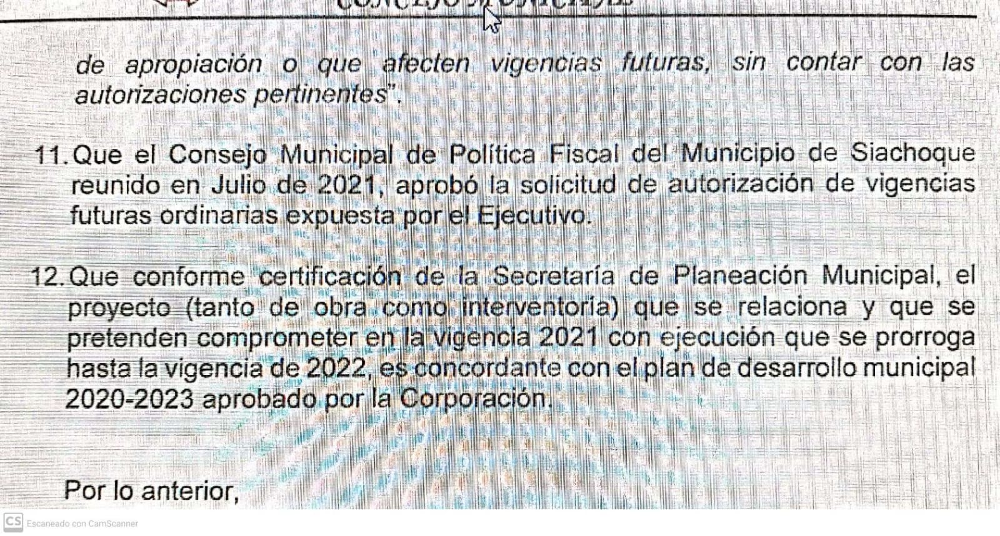 CONCEJO MUNICIPAL
de apropiación o que afecten vigencias futuras, sin contar con las
autorizaciones pertinentes”.
11. Que el Consejo Municipal de Política Fiscal del Municipio de Siachoque
reunido en Julio de 2021, aprobó la solicitud de autorización de vigencias
futuras ordinarias expuesta por el Ejecutivo.
12. Que conforme certificación de la Secretaría de Planeación Municipal, el
proyecto (tanto de obra como interventoría) que se relaciona y que se
pretenden comprometer en la vigencia 2021 con ejecución que se prorroga
hasta la vigencia de 2022, es concordante con el plan de desarrollo municipal
2020-2023 aprobado por la Corporación.
Por lo anterior,
CS Escaneado con CamScanner